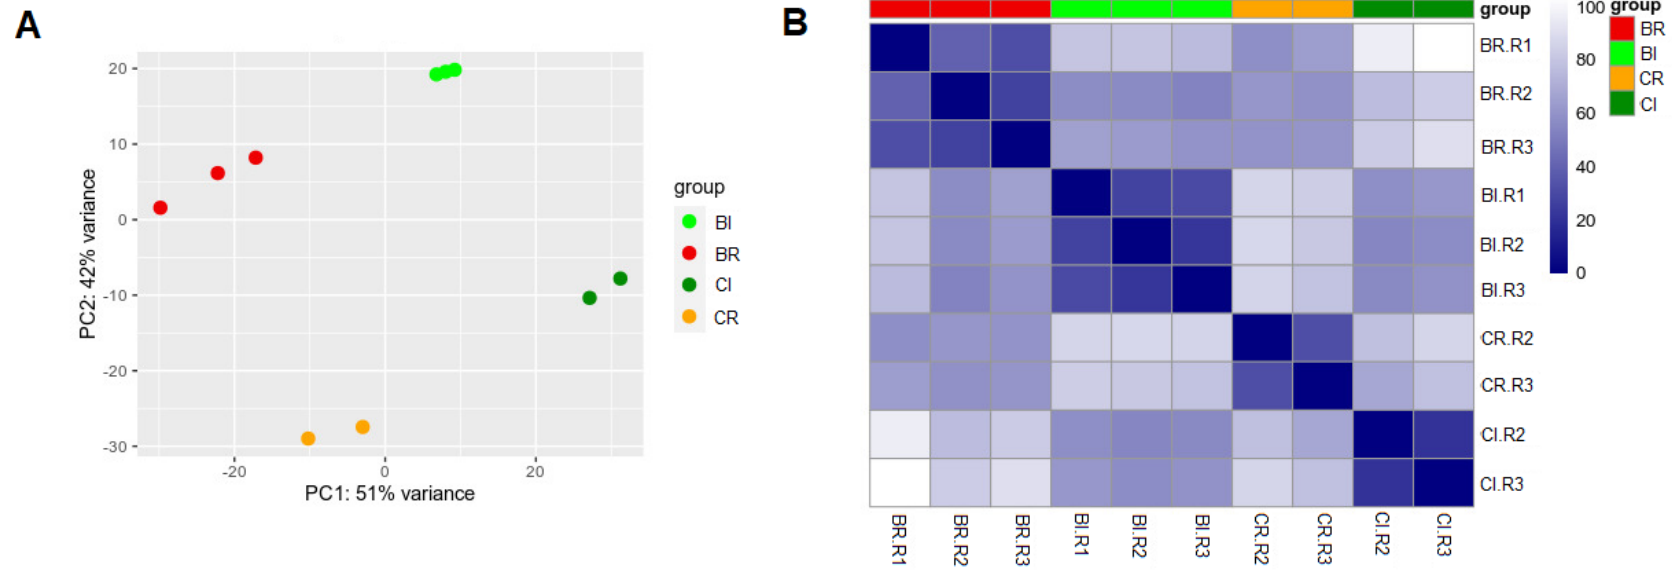 A
20
10
0
-10
-20
-30
PC2: 42% variance
-20
0
20
PC1: 51% variance
group
BI
BR
CI
CR
B
group
BR.R1
BR.R2
BR.R3
BI.R1
BI.R2
BI.R3
CR.R2
CR.R3
CI.R2
CI.R3
BR.R1
BR.R2
BR.R3
BI.R1
BI.R2
BI.R3
CR.R2
CR.R3
CI.R2
CI.R3
100
80
60
40
20
0
group
BR
BI
CR
CI